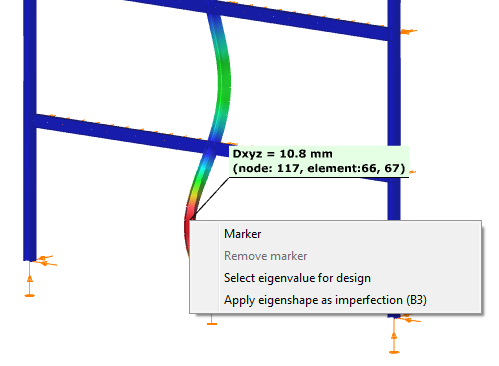 Dxyz = 10.8 mm
(node: 117, element:66, 67)
Marker
Remove marker
Select eigenvalue for design
Apply eigenshape as imperfection (B3)